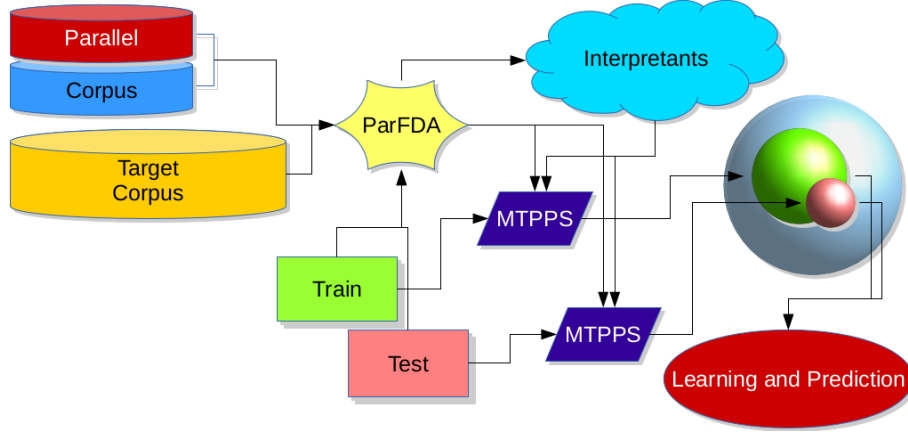 Parallel
Corpus
Target
Corpus
ParFDA
Interpretants
MTPPS
Train
MTPPS
Test
Learning and Prediction